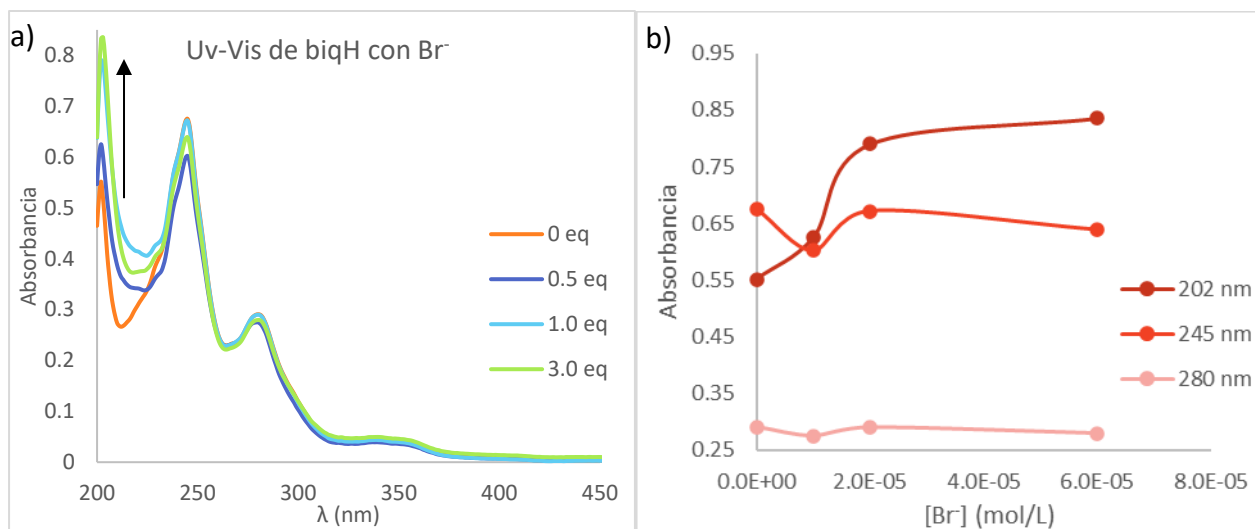 a)
Uv-Vis de biqH con Br⁻
Absorbancia
0.8
0.7
0.6
0.5
0.4
0.3
0.2
0.1
0
200 250 300 350 400 450
λ (nm)
0 eq
0.5 eq
1.0 eq
3.0 eq
b)
Absorbancia
0.95
0.85
0.75
0.65
0.55
0.45
0.35
0.25
0.0E+00 2.0E-05 4.0E-05 6.0E-05 8.0E-05
[Br⁻] (mol/L)
202 nm
245 nm
280 nm